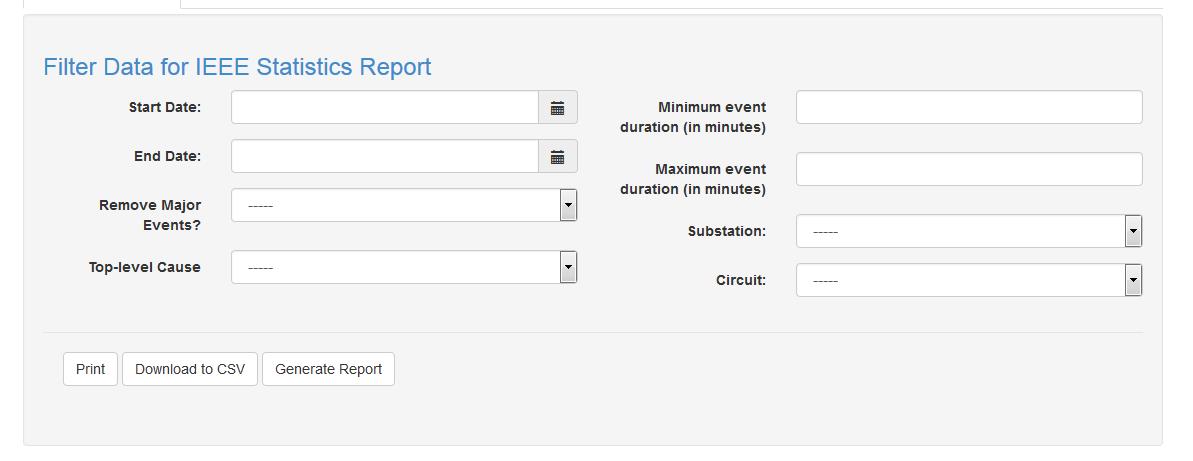 Filter Data for IEEE Statistics Report
Start Date:
End Date:
Remove Major
Events?
-----
Top-level Cause
-----
Minimum event
duration (in minutes)
Maximum event
duration (in minutes)
Substation:
-----
Circuit:
-----
Print
Download to CSV
Generate Report